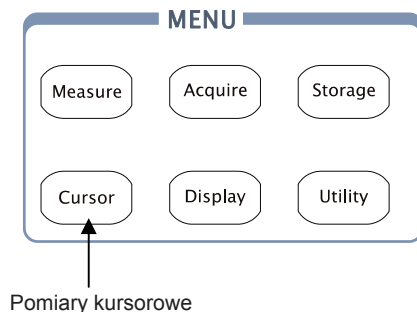 MENU
Measure Acquire Storage
Cursor Display Utility
Pomiary kursorowe